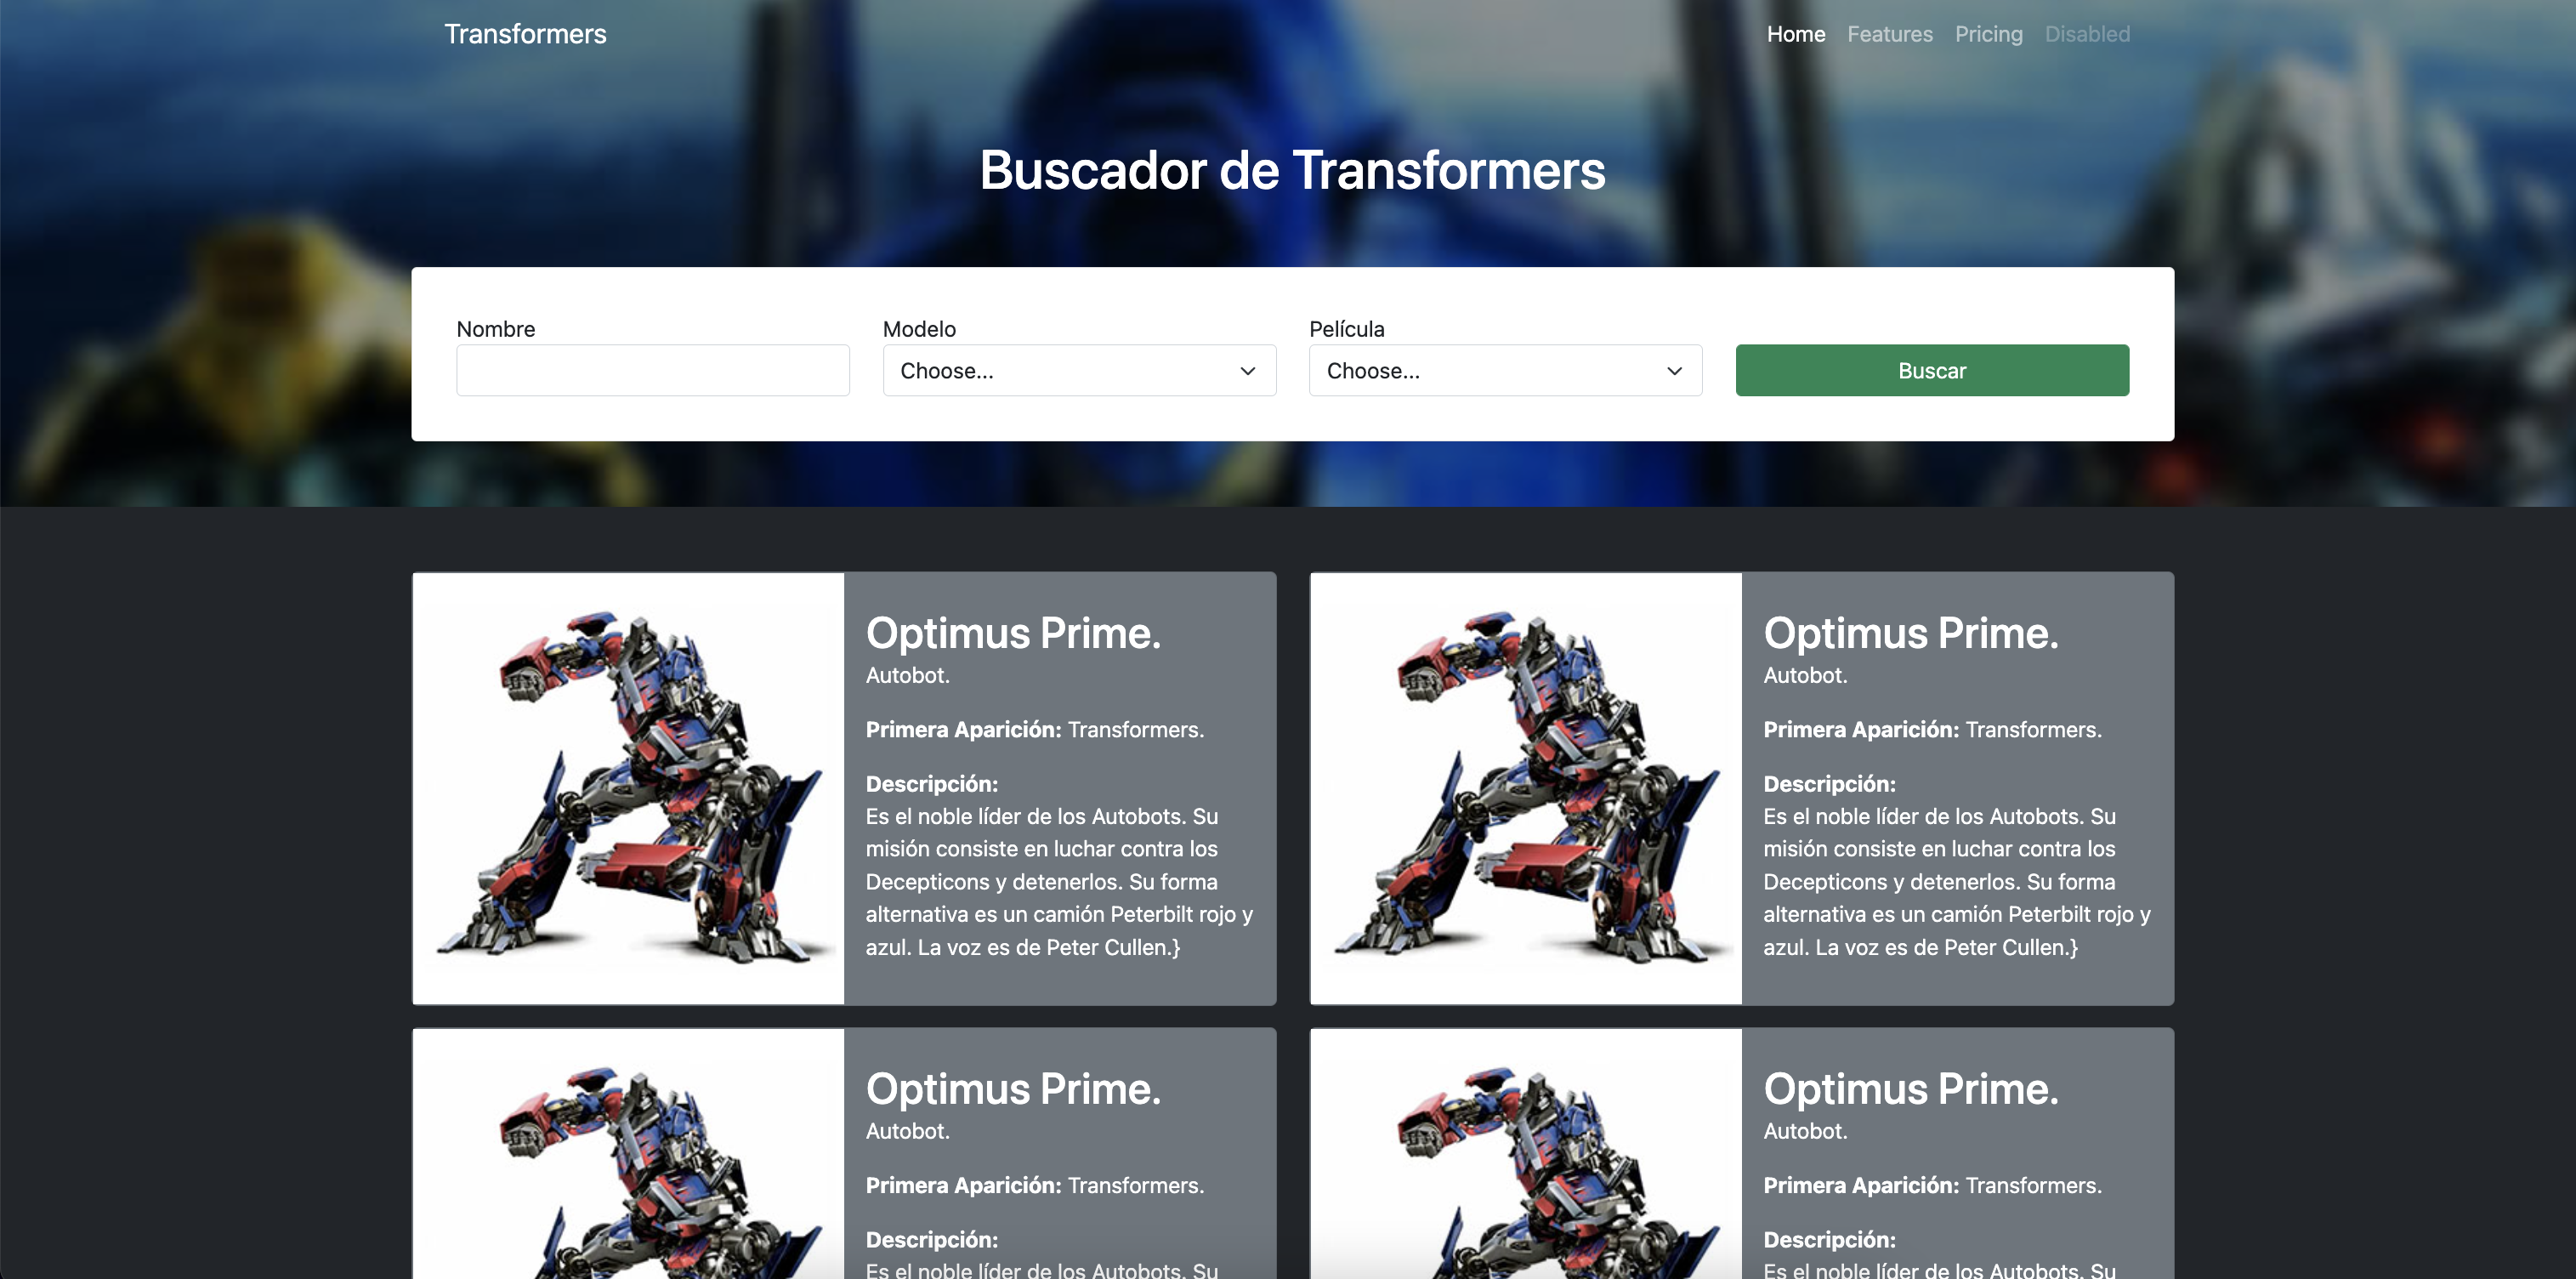 Transformers
Home Features Pricing Disabled
Buscador de Transformers
Nombre
Modelo
Película
Choose...
Choose...
Buscar
Optimus Prime.
Autobot.
Primera Aparición: Transformers.
Descripción:
Es el noble líder de los Autobots. Su
misión consiste en luchar contra los
Decepticons y detenerlos. Su forma
alternativa es un camión Peterbilt rojo y
azul. La voz es de Peter Cullen.}
Optimus Prime.
Autobot.
Primera Aparición: Transformers.
Descripción:
Es el noble líder de los Autobots. Su
misión consiste en luchar contra los
Decepticons y detenerlos. Su forma
alternativa es un camión Peterbilt rojo y
azul. La voz es de Peter Cullen.}
Optimus Prime.
Autobot.
Primera Aparición: Transformers.
Descripción:
Es el noble líder de los Autobots. Su
Optimus Prime.
Autobot.
Primera Aparición: Transformers.
Descripción:
Es el noble líder de los Autobots. Su